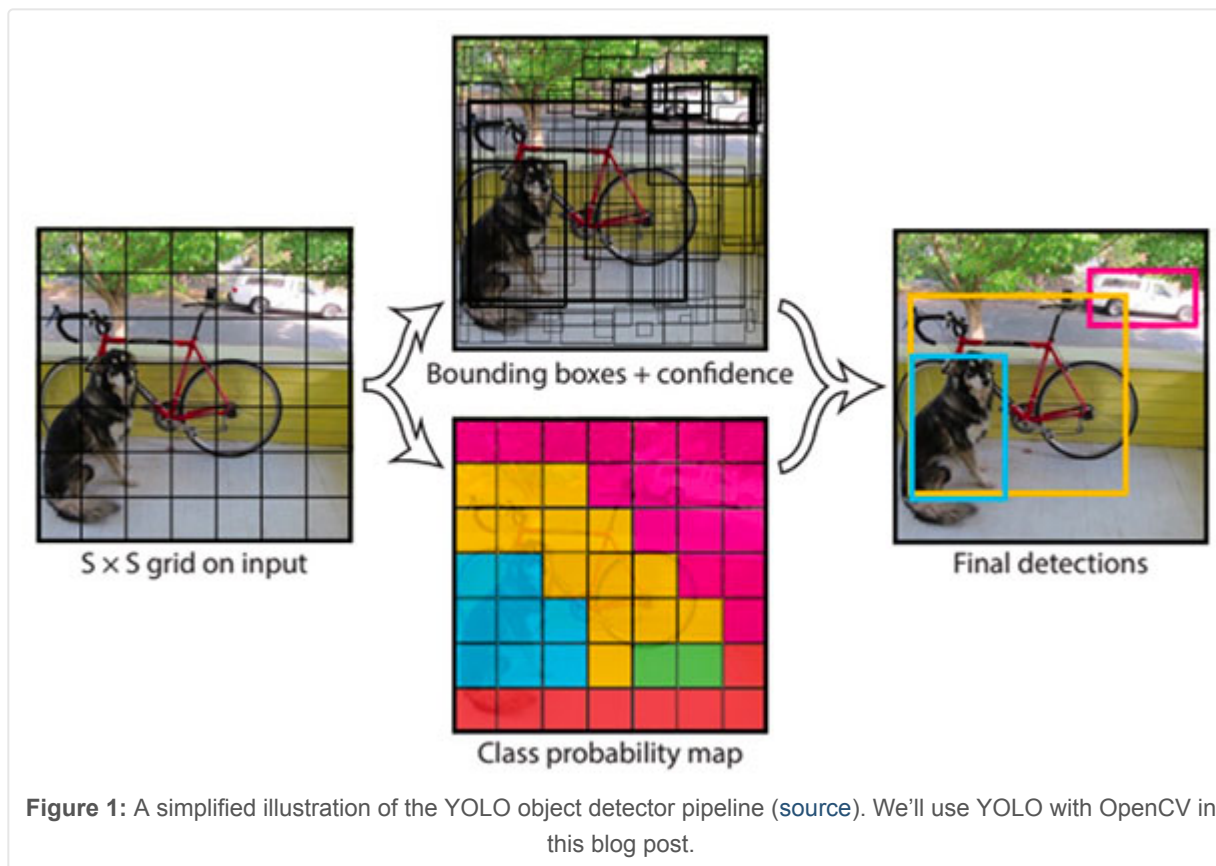 Bounding boxes + confidence
S × S grid on input
Final detections
Class probability map
Figure 1: A simplified illustration of the YOLO object detector pipeline (source). We’ll use YOLO with OpenCV in
this blog post.